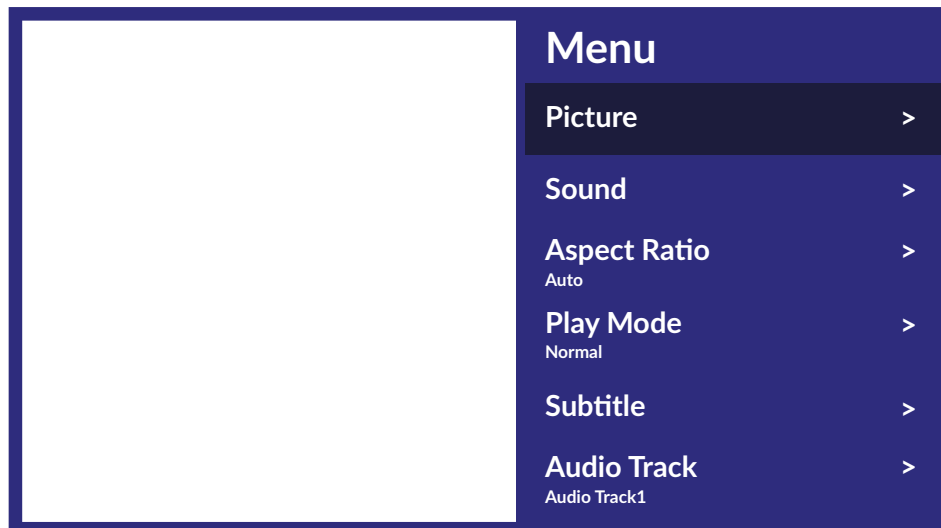 Menu
Picture >
Sound >
Aspect Ratio >
Auto
Play Mode >
Normal
Subtitle >
Audio Track >
Audio Track1